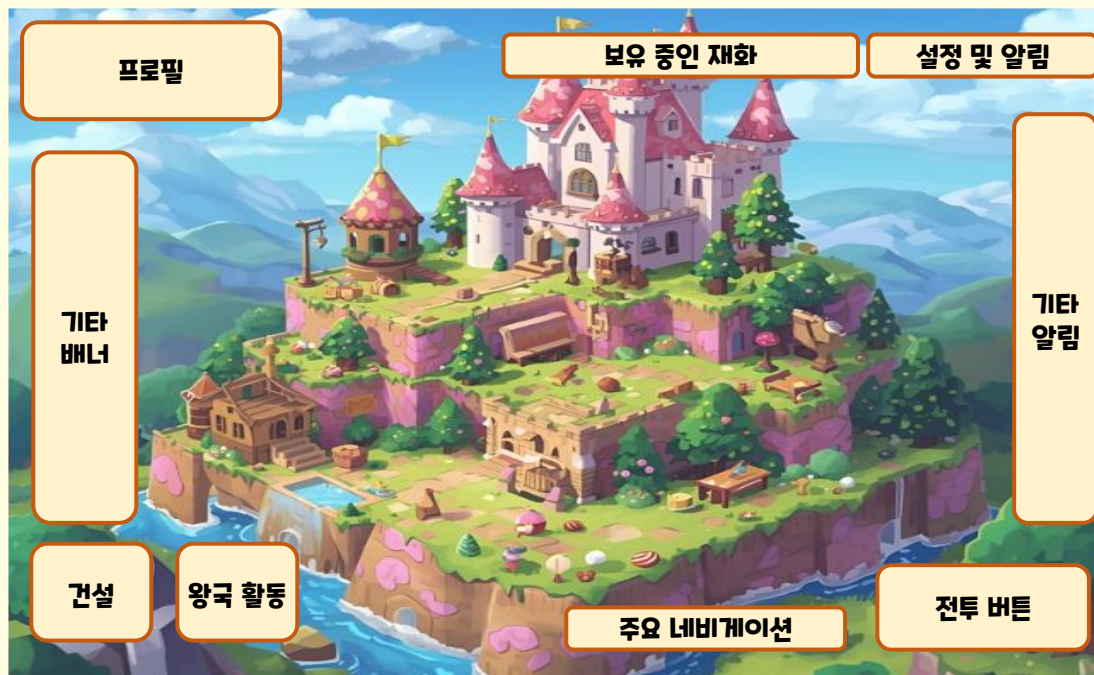 프로필
보유 중인 재화
설정 및 알림
기타
배너
기타
알림
건설
왕국 활동
주요 네비게이션
전투 버튼